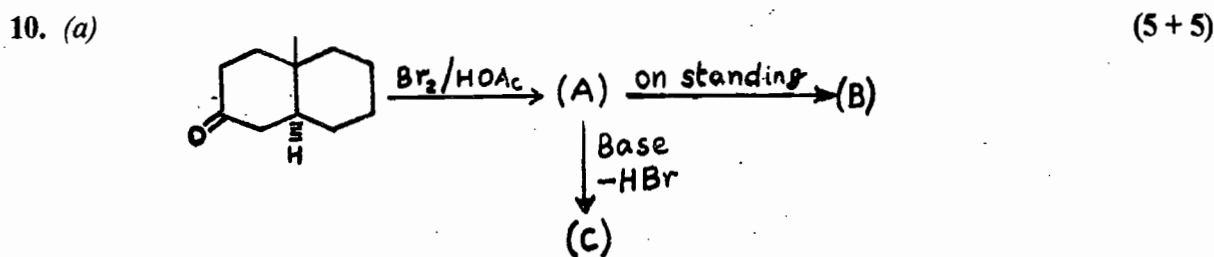 10. (a) (5 + 5)
Br₂/HOAc (A) on standing (B)
O
H
Base
-HBr
(C)